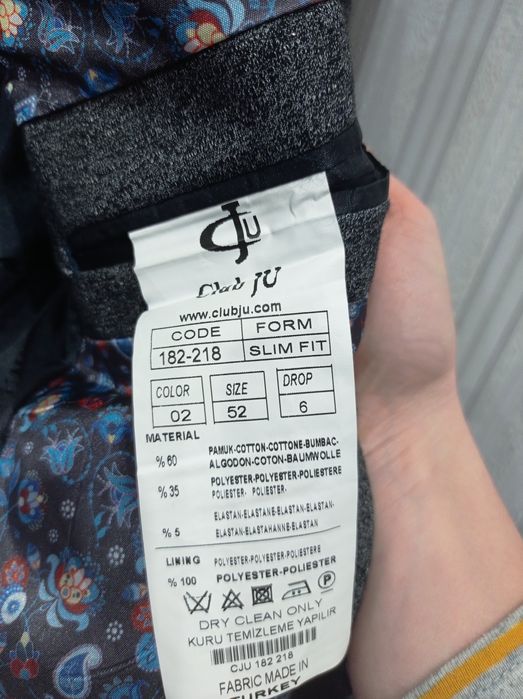 CJU
Club JU
www.clubju.com
CODE FORM
182-218 SLIM FIT
COLOR SIZE DROP
02 52 6
MATERIAL
% 60 PAMUK-COTTON-COTTONE-BUMBAC-
ALGODON-COTON-BAUMWOLLE
% 35 POLYESTER-POLYESTER-POLIESTERE
POLIESTER- POLIESTER-
ELASTAN-ELASTANE-ELASTAN-ELASTAN-
% 5 ELASTAN-ELASTAHANNE-ELASTAN
LINING POLYESTER-POLYESTER-POLIESTERE
% 100 POLYESTER-POLIESTER
P
DRY CLEAN ONLY
KURU TEMIZLEME YAPILIR
CJU 182 218
FABRIC MADE IN
TURKEY